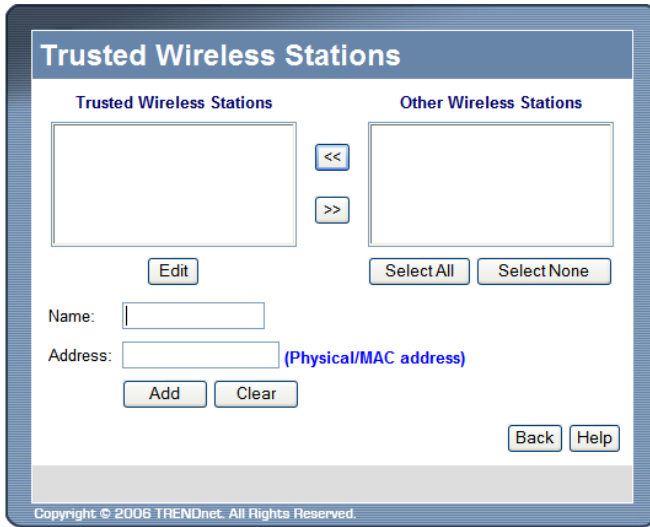 Trusted Wireless Stations
Trusted Wireless Stations Other Wireless Stations
<<
>>
Edit Select All Select None
Name:
Address: (Physical/MAC address)
Add Clear
Back Help
Copyright © 2006 TRENDnet. All Rights Reserved.